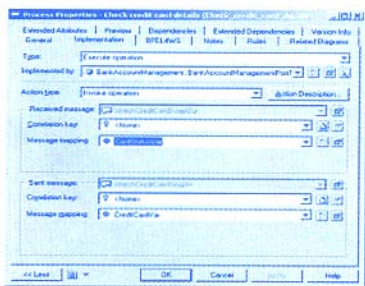 Process Properties - Check credit card details
Extended Attributes Preview Dependencies Extended Dependencies Version Info
General Implementation BPEL4WS Notes Rules Related Diagrams
Type: Execute operation
Implemented by:
Action type: Invoke operation Action Description...
Received message:
Correlation key: <None>
Message mapping:
Sent message:
Correlation key: <None>
Message mapping: CreditCardVar
<< Less OK Cancel Apply Help